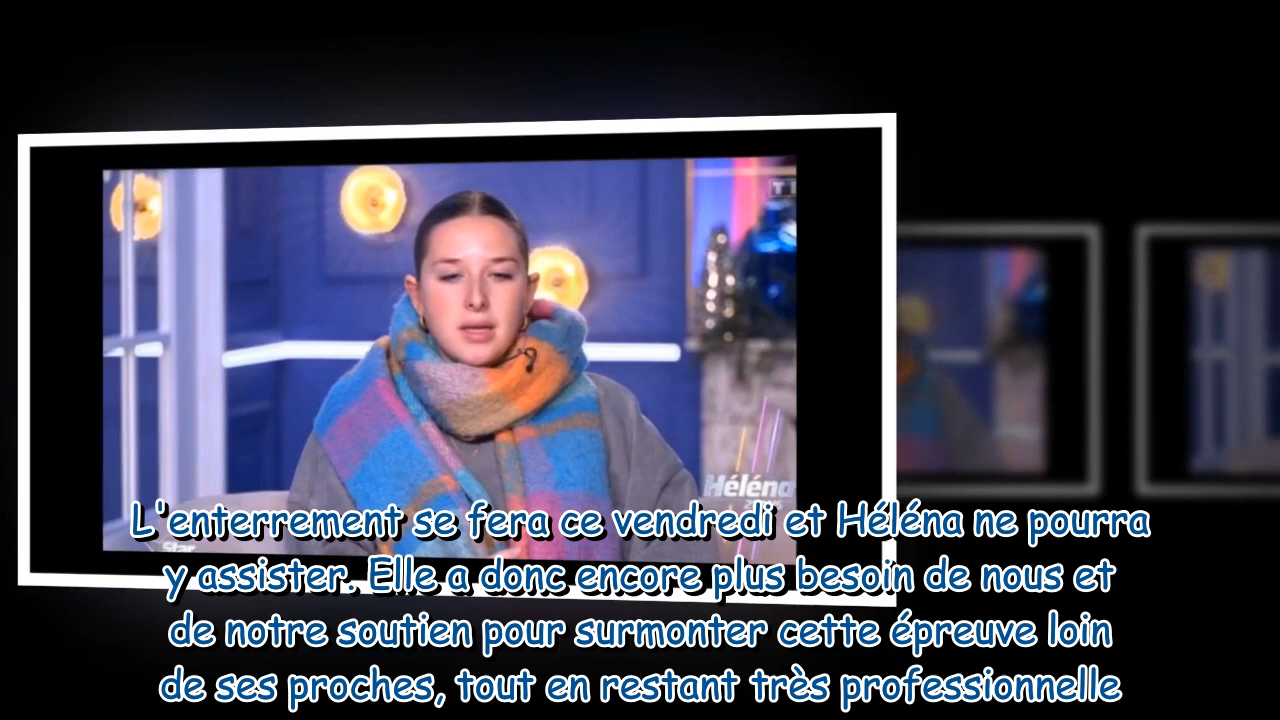 Héléna
L'enterrement se fera ce vendredi et Héléna ne pourra
y assister. Elle a donc encore plus besoin de nous et
de notre soutien pour surmonter cette épreuve loin
de ses proches, tout en restant très professionnelle